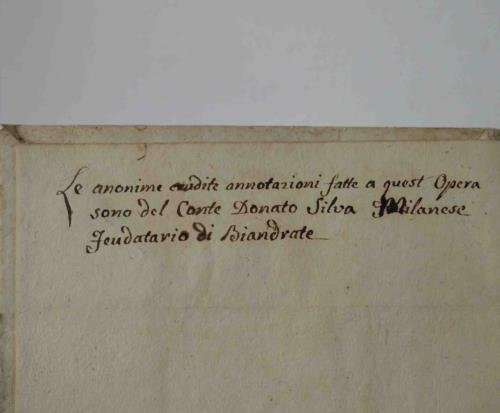 Le anonime erudite annotazioni fatte a quest Opera
sono del Conte Donato Silva Milanese
Feudatario di Biandrate